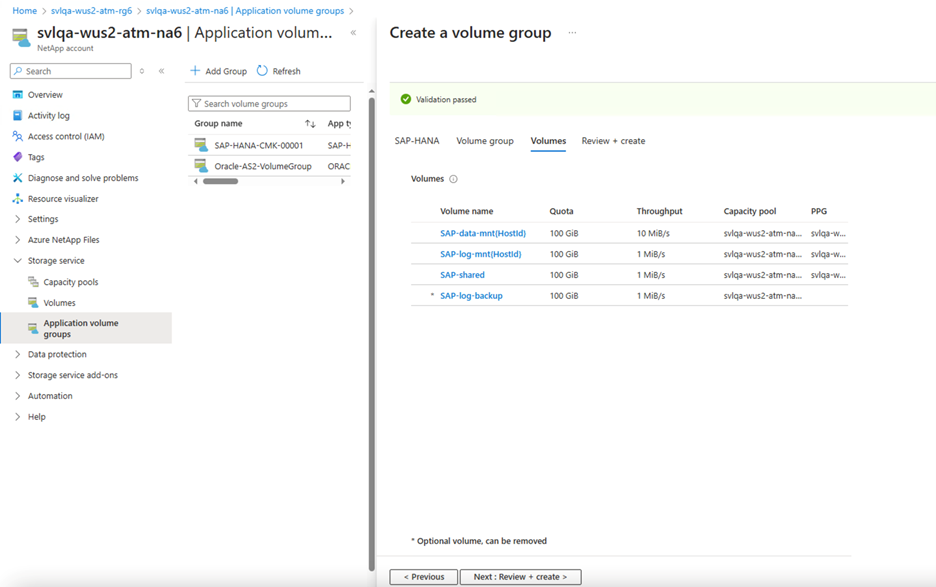 Home > svlqa-wus2-atm-rg6 > svlqa-wus2-atm-na6 | Application volume groups >
svlqa-wus2-atm-na6 | Application volum...
NetApp account
Search
Overview
Activity log
Access control (IAM)
Tags
Diagnose and solve problems
Resource visualizer
Settings
Azure NetApp Files
Storage service
Capacity pools
Volumes
Application volume
groups
Data protection
Storage service add-ons
Automation
Help
Add Group Refresh
Search volume groups
Group name App ty
SAP-HANA-CMK-00001 SAP-H
Oracle-AS2-VolumeGroup ORAC
Create a volume group ...
Validation passed
SAP-HANA Volume group Volumes Review + create
Volumes
Volume name Quota Throughput Capacity pool PPG
SAP-data-mnt(HostId) 100 GiB 10 MiB/s svlqa-wus2-atm-na... svlqa-w...
SAP-log-mnt(HostId) 100 GiB 1 MiB/s svlqa-wus2-atm-na... svlqa-w...
SAP-shared 100 GiB 1 MiB/s svlqa-wus2-atm-na... svlqa-w...
* SAP-log-backup 100 GiB 1 MiB/s svlqa-wus2-atm-na...
* Optional volume, can be removed
< Previous Next : Review + create >